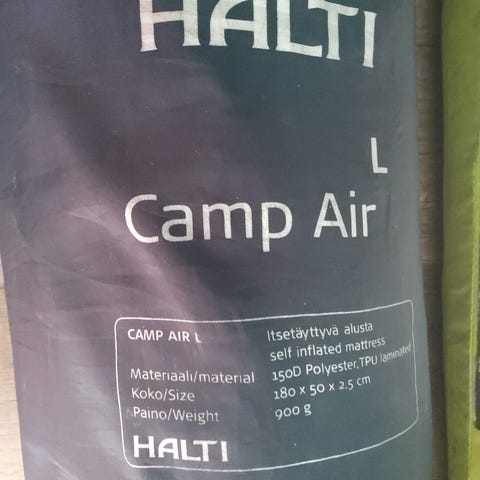 HALTI
L
Camp Air
CAMP AIR L
Itsetäyttyvä alusta
self inflated mattress
Materiaali/material 150D Polyester, TPU laminated
Koko/Size 180 x 50 x 2.5 cm
Paino/Weight 900 g
HALTI